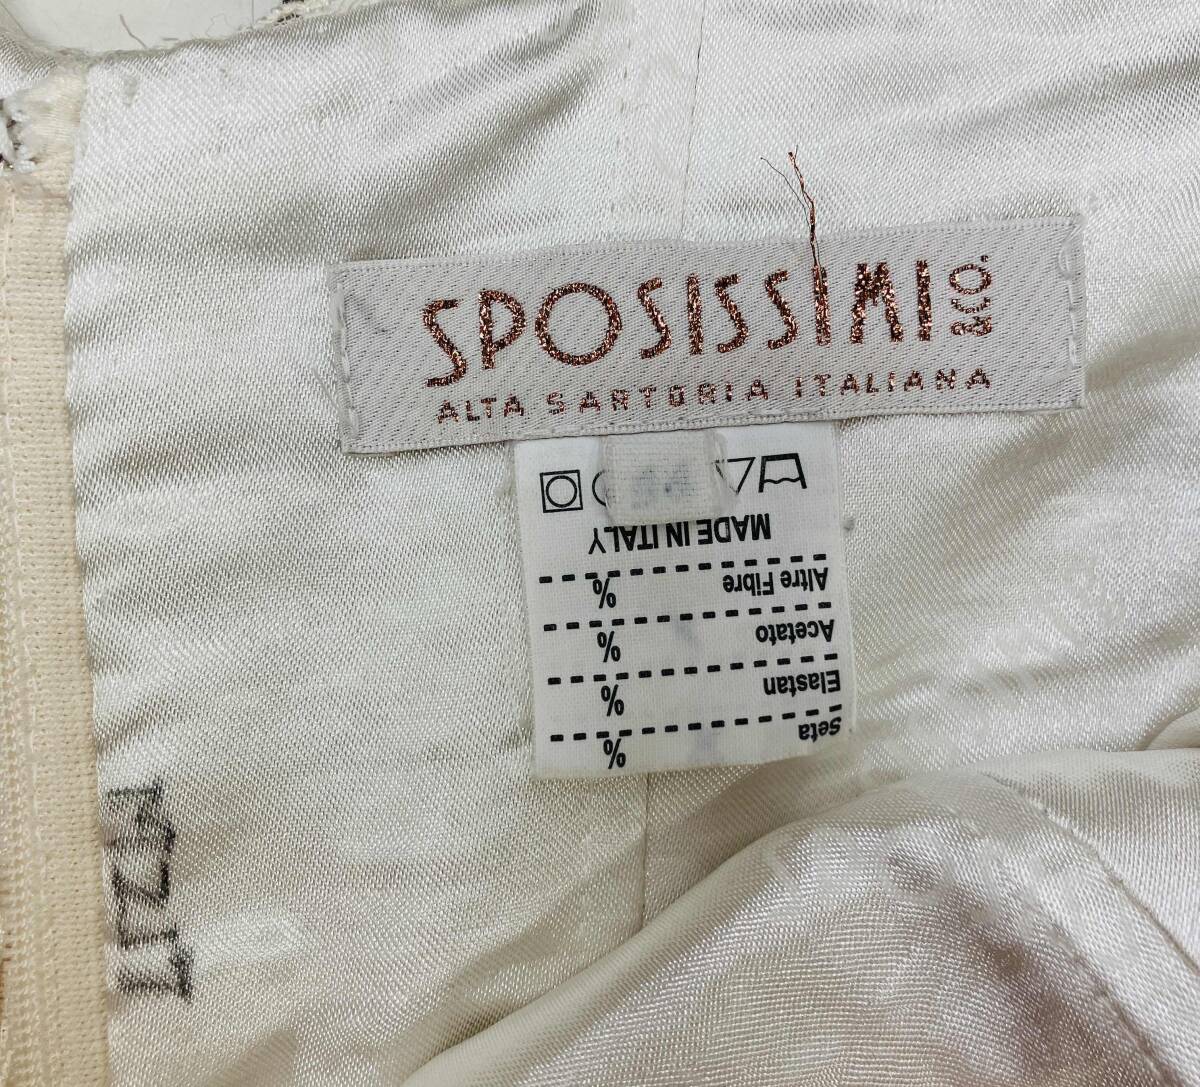 SPOSISSIMI &CO.
ALTA SARTORIA ITALIANA
Seta %
Elastan %
Acetato %
Altre Fibre %
MADE IN ITALY